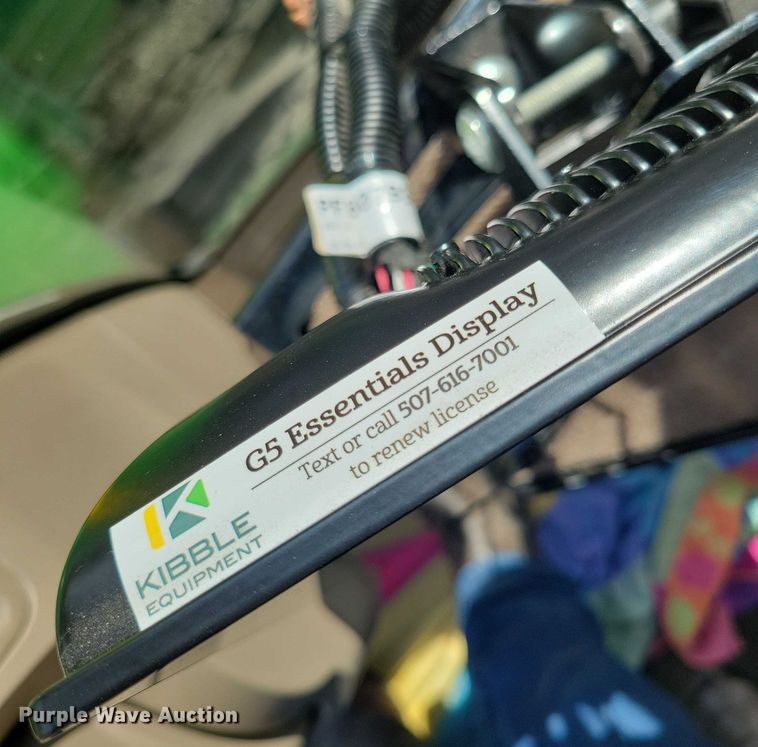 G5 Essentials Display
Text or call 507-616-7001
to renew license
KIBBLE
EQUIPMENT
Purple Wave Auction